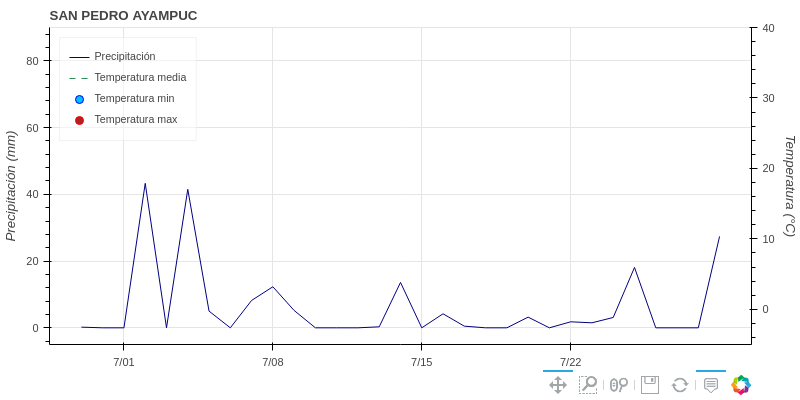 SAN PEDRO AYAMPUC
Precipitación
Temperatura media
Temperatura min
Temperatura max
Precipitación (mm)
80
60
40
20
0
Temperatura (°C)
40
30
20
10
0
7/01
7/08
7/15
7/22